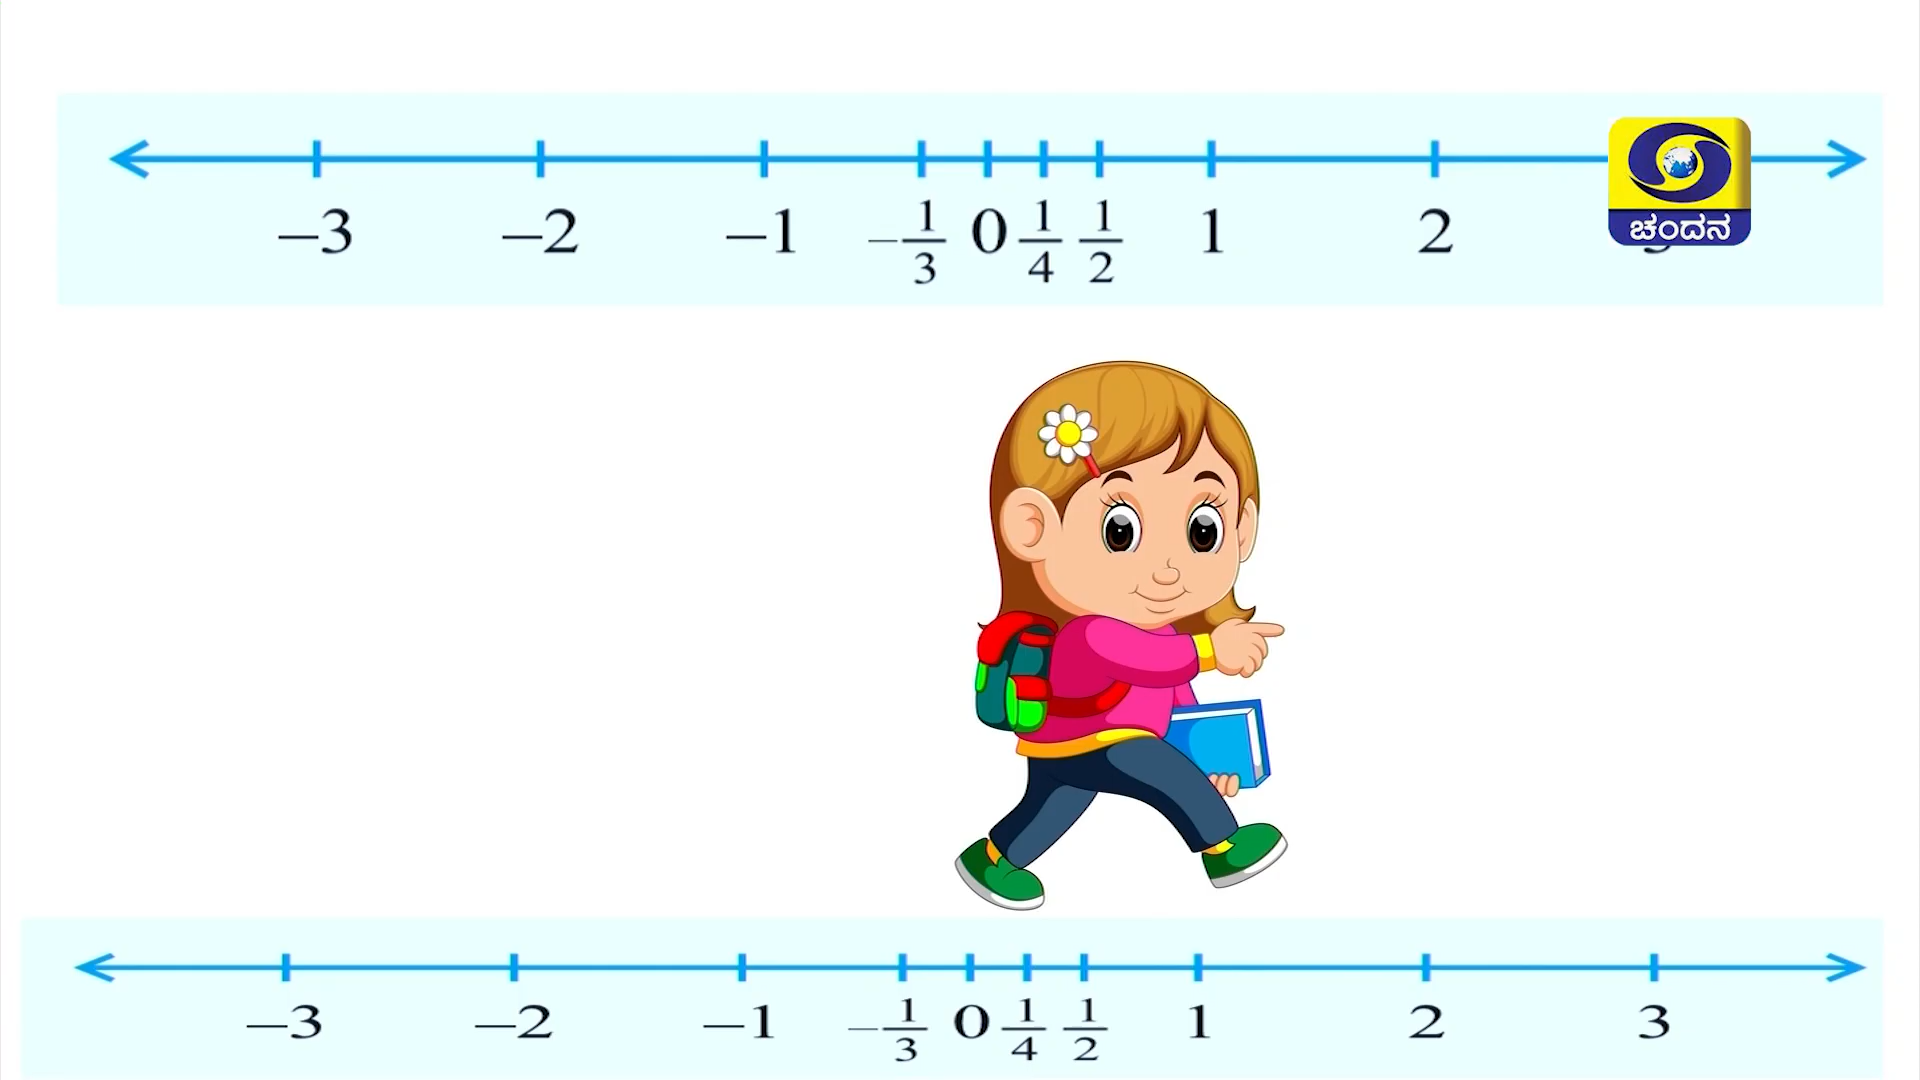 –3 –2 –1 –1/3 0 1/4 1/2 1 2
ಚಂದನ
–3 –2 –1 –1/3 0 1/4 1/2 1 2 3